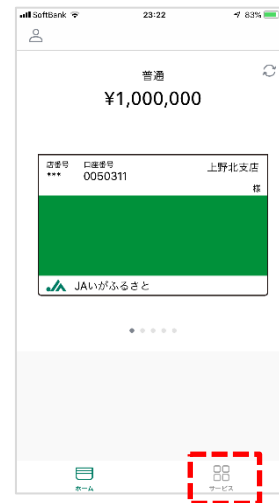 SoftBank 23:22 83%
普通
¥1,000,000
店番号 口座番号 上野北支店
*** 0050311
様
JAいがふるさと
ホーム サービス